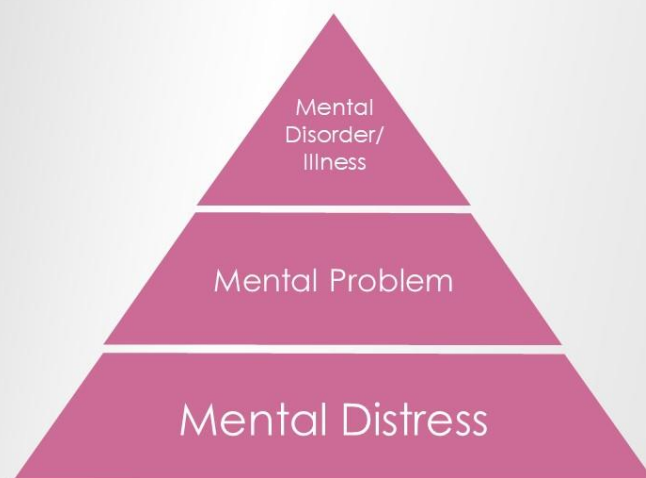 Mental
Disorder/
Illness
Mental Problem
Mental Distress